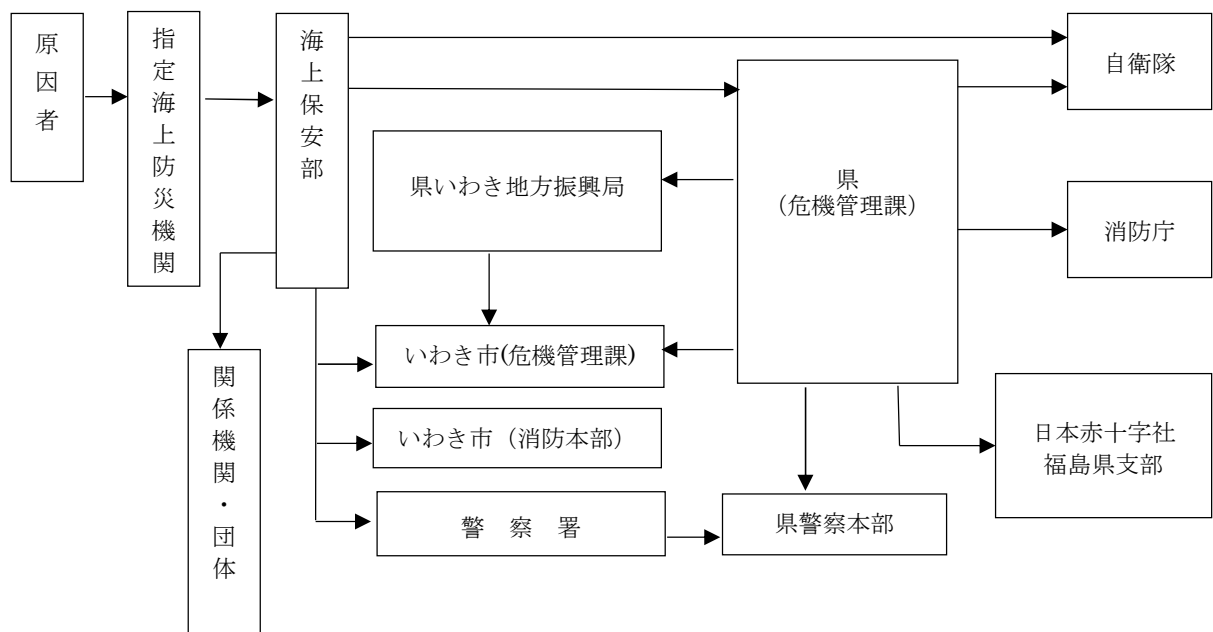 原因者
指定海上防災機関
海上保安部
自衛隊
県いわき地方振興局
県
（危機管理課）
消防庁
いわき市(危機管理課)
関係機関・団体
いわき市（消防本部）
日本赤十字社
福島県支部
警　察　署
県警察本部